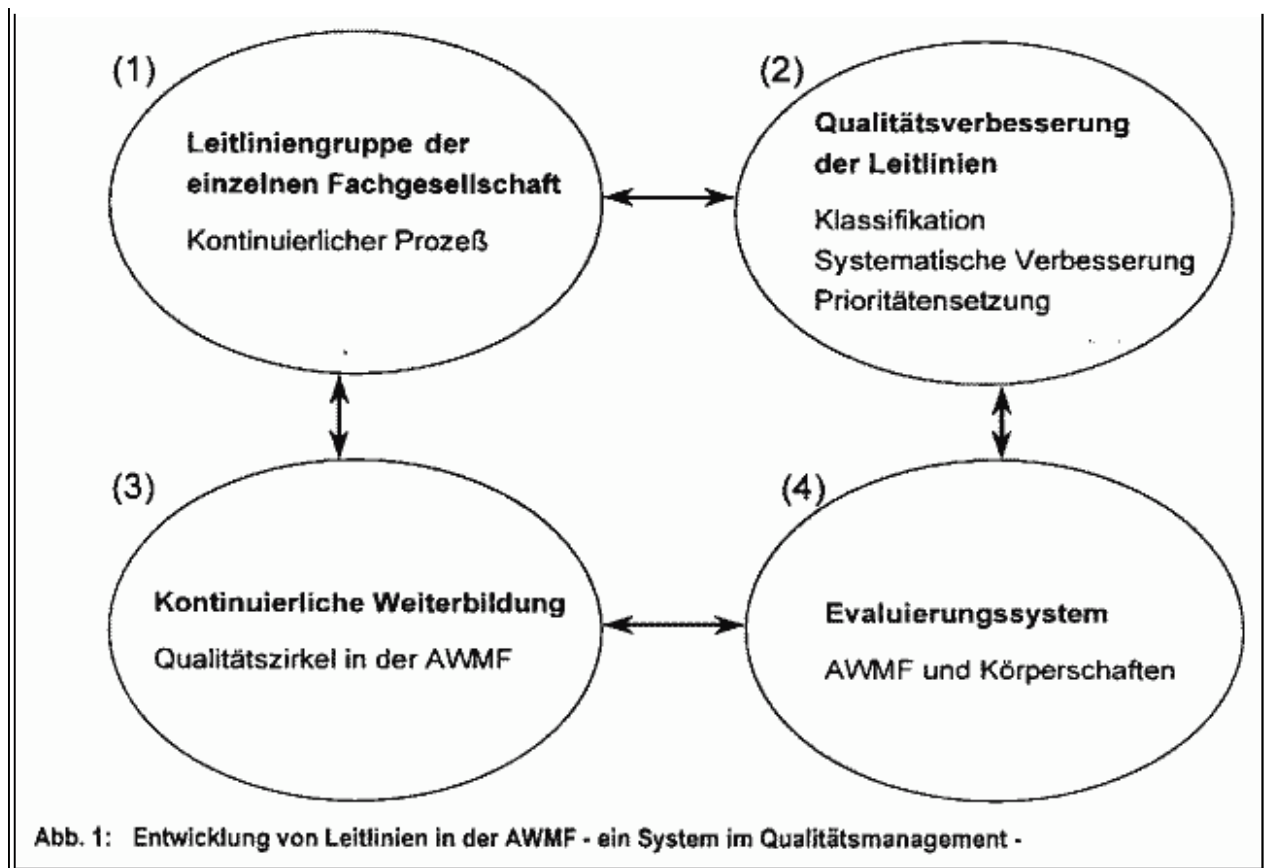 (1)
Leitliniengruppe der
einzelnen Fachgesellschaft
Kontinuierlicher Prozeß
(2)
Qualitätsverbesserung
der Leitlinien
Klassifikation
Systematische Verbesserung
Prioritätensetzung
(3)
Kontinuierliche Weiterbildung
Qualitätszirkel in der AWMF
(4)
Evaluierungssystem
AWMF und Körperschaften
Abb. 1: Entwicklung von Leitlinien in der AWMF - ein System im Qualitätsmanagement -